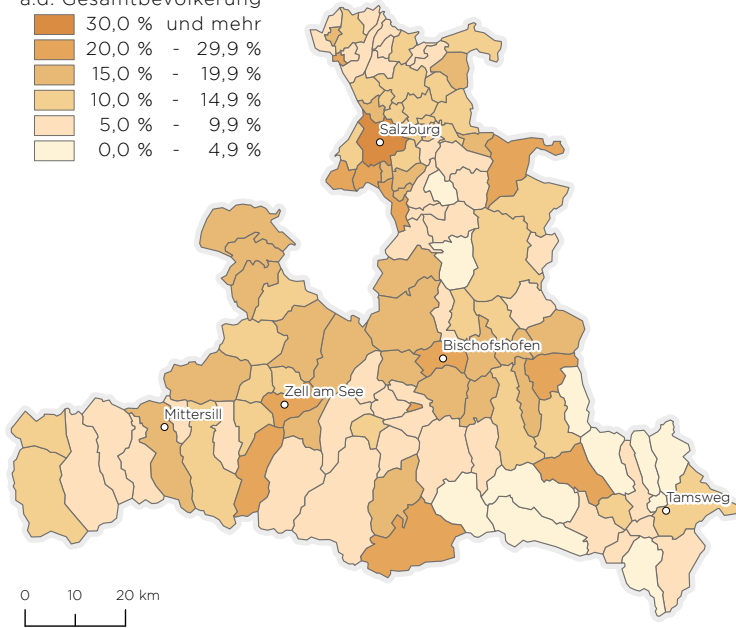 a.d. Gesamtbevölkerung
30,0 % und mehr
20,0 % - 29,9 %
15,0 % - 19,9 %
10,0 % - 14,9 %
5,0 % - 9,9 %
0,0 % - 4,9 %
Salzburg
Bischofshofen
Zell am See
Mittersill
Tamsweg
0 10 20 km